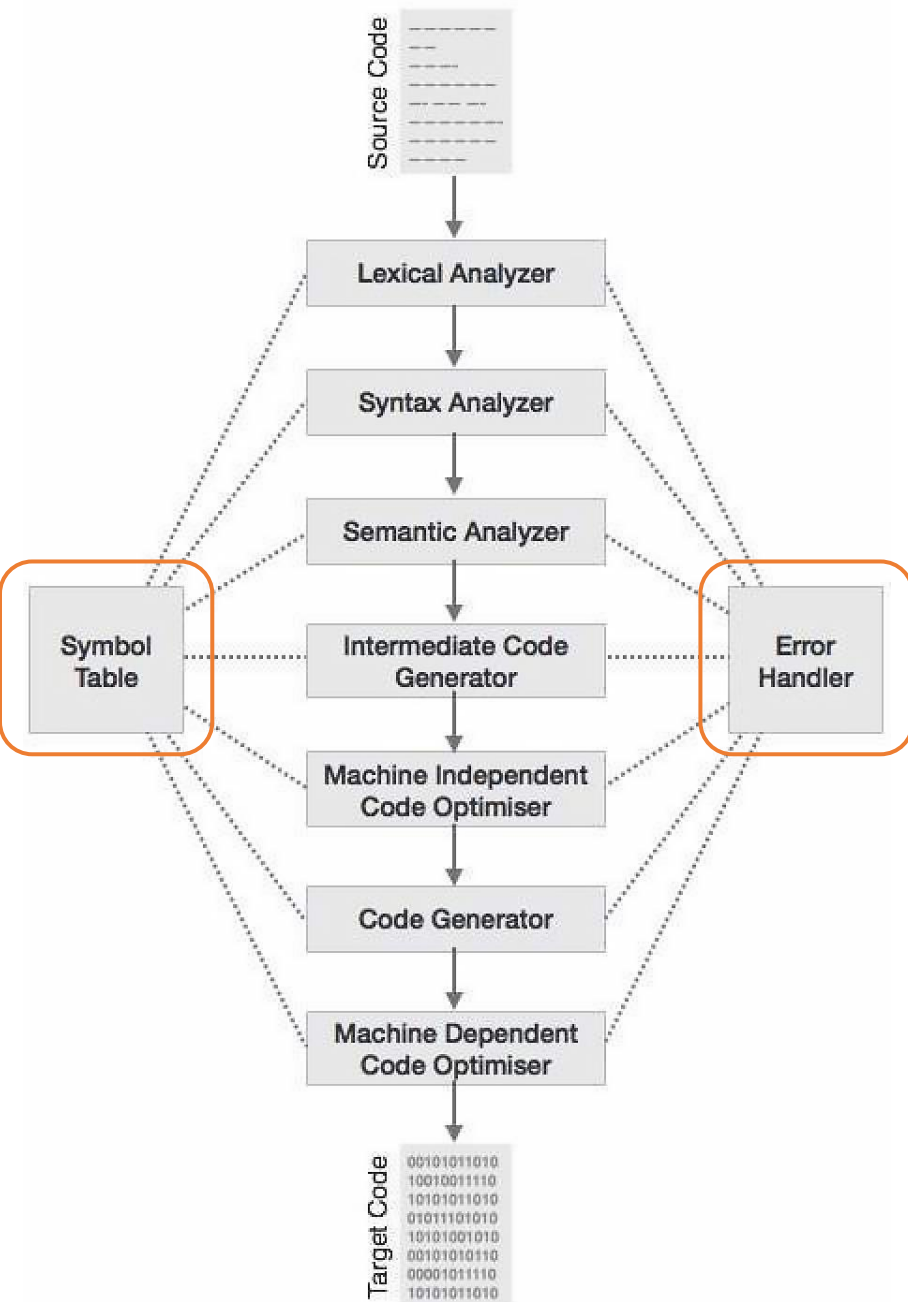 Source Code
Lexical Analyzer
Syntax Analyzer
Semantic Analyzer
Symbol
Table
Intermediate Code
Generator
Error
Handler
Machine Independent
Code Optimiser
Code Generator
Machine Dependent
Code Optimiser
Target Code
00101011010
10010011110
10101011010
01011101010
10101001010
00101010110
00001011110
10101011010